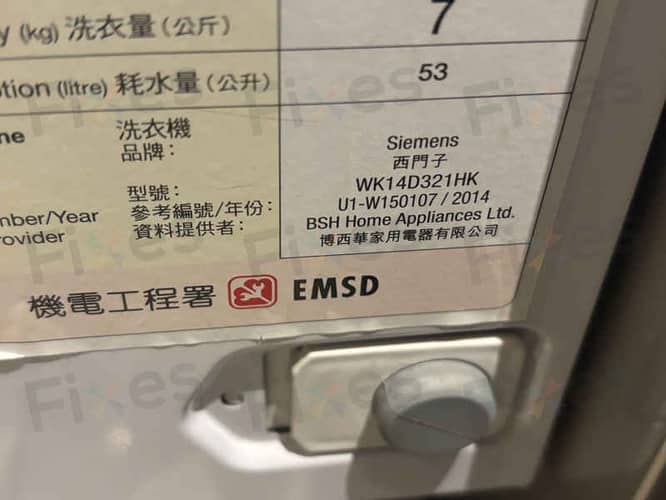 y (kg) 洗衣量(公斤) 7
otion (litre) 耗水量(公升) 53
ne 洗衣機
品牌: Siemens
西門子
型號: WK14D321HK
mber/Year 參考編號/年份: U1-W150107 / 2014
rovider 資料提供者: BSH Home Appliances Ltd.
博西華家用電器有限公司
機電工程署 EMSD
Fixes